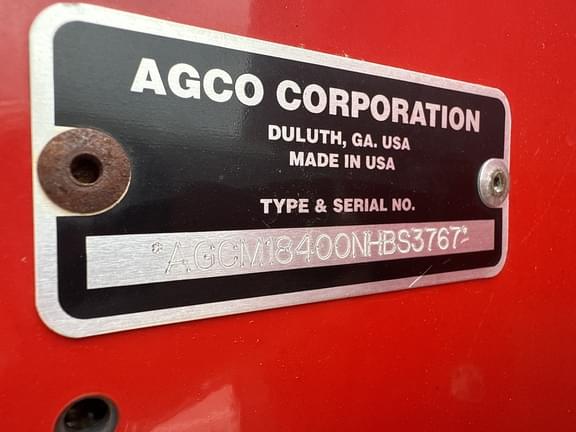 AGCO CORPORATION
DULUTH, GA. USA
MADE IN USA
TYPE & SERIAL NO.
*AGCM18400NHBS3767*